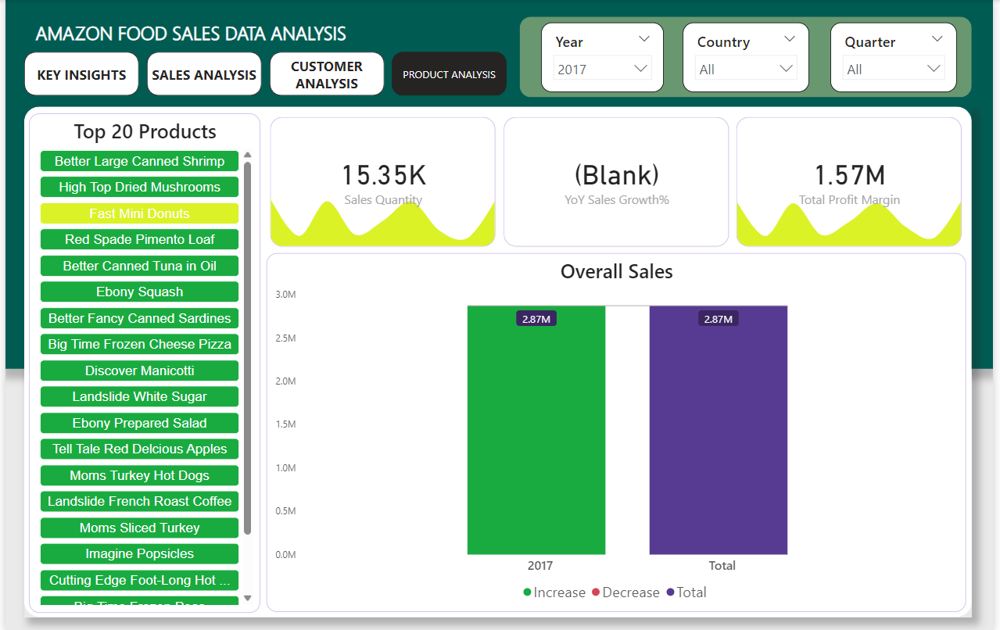 AMAZON FOOD SALES DATA ANALYSIS
KEY INSIGHTS
SALES ANALYSIS
CUSTOMER
ANALYSIS
PRODUCT ANALYSIS
Year
2017
Country
All
Quarter
All
Top 20 Products
Better Large Canned Shrimp
High Top Dried Mushrooms
Fast Mini Donuts
Red Spade Pimento Loaf
Better Canned Tuna in Oil
Ebony Squash
Better Fancy Canned Sardines
Big Time Frozen Cheese Pizza
Discover Manicotti
Landslide White Sugar
Ebony Prepared Salad
Tell Tale Red Delcious Apples
Moms Turkey Hot Dogs
Landslide French Roast Coffee
Moms Sliced Turkey
Imagine Popsicles
Cutting Edge Foot-Long Hot ...
Big Time Frozen Peas
15.35K
Sales Quantity
(Blank)
YoY Sales Growth%
1.57M
Total Profit Margin
Overall Sales
3.0M
2.5M
2.0M
1.5M
1.0M
0.5M
0.0M
2.87M
2.87M
2017
Total
Increase Decrease Total